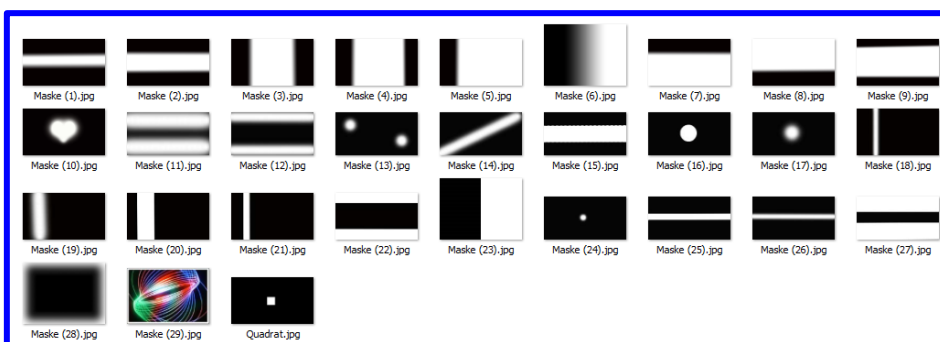 Maske (1).jpg Maske (2).jpg Maske (3).jpg Maske (4).jpg Maske (5).jpg Maske (6).jpg Maske (7).jpg Maske (8).jpg Maske (9).jpg
Maske (10).jpg Maske (11).jpg Maske (12).jpg Maske (13).jpg Maske (14).jpg Maske (15).jpg Maske (16).jpg Maske (17).jpg Maske (18).jpg
Maske (19).jpg Maske (20).jpg Maske (21).jpg Maske (22).jpg Maske (23).jpg Maske (24).jpg Maske (25).jpg Maske (26).jpg Maske (27).jpg
Maske (28).jpg Maske (29).jpg Quadrat.jpg